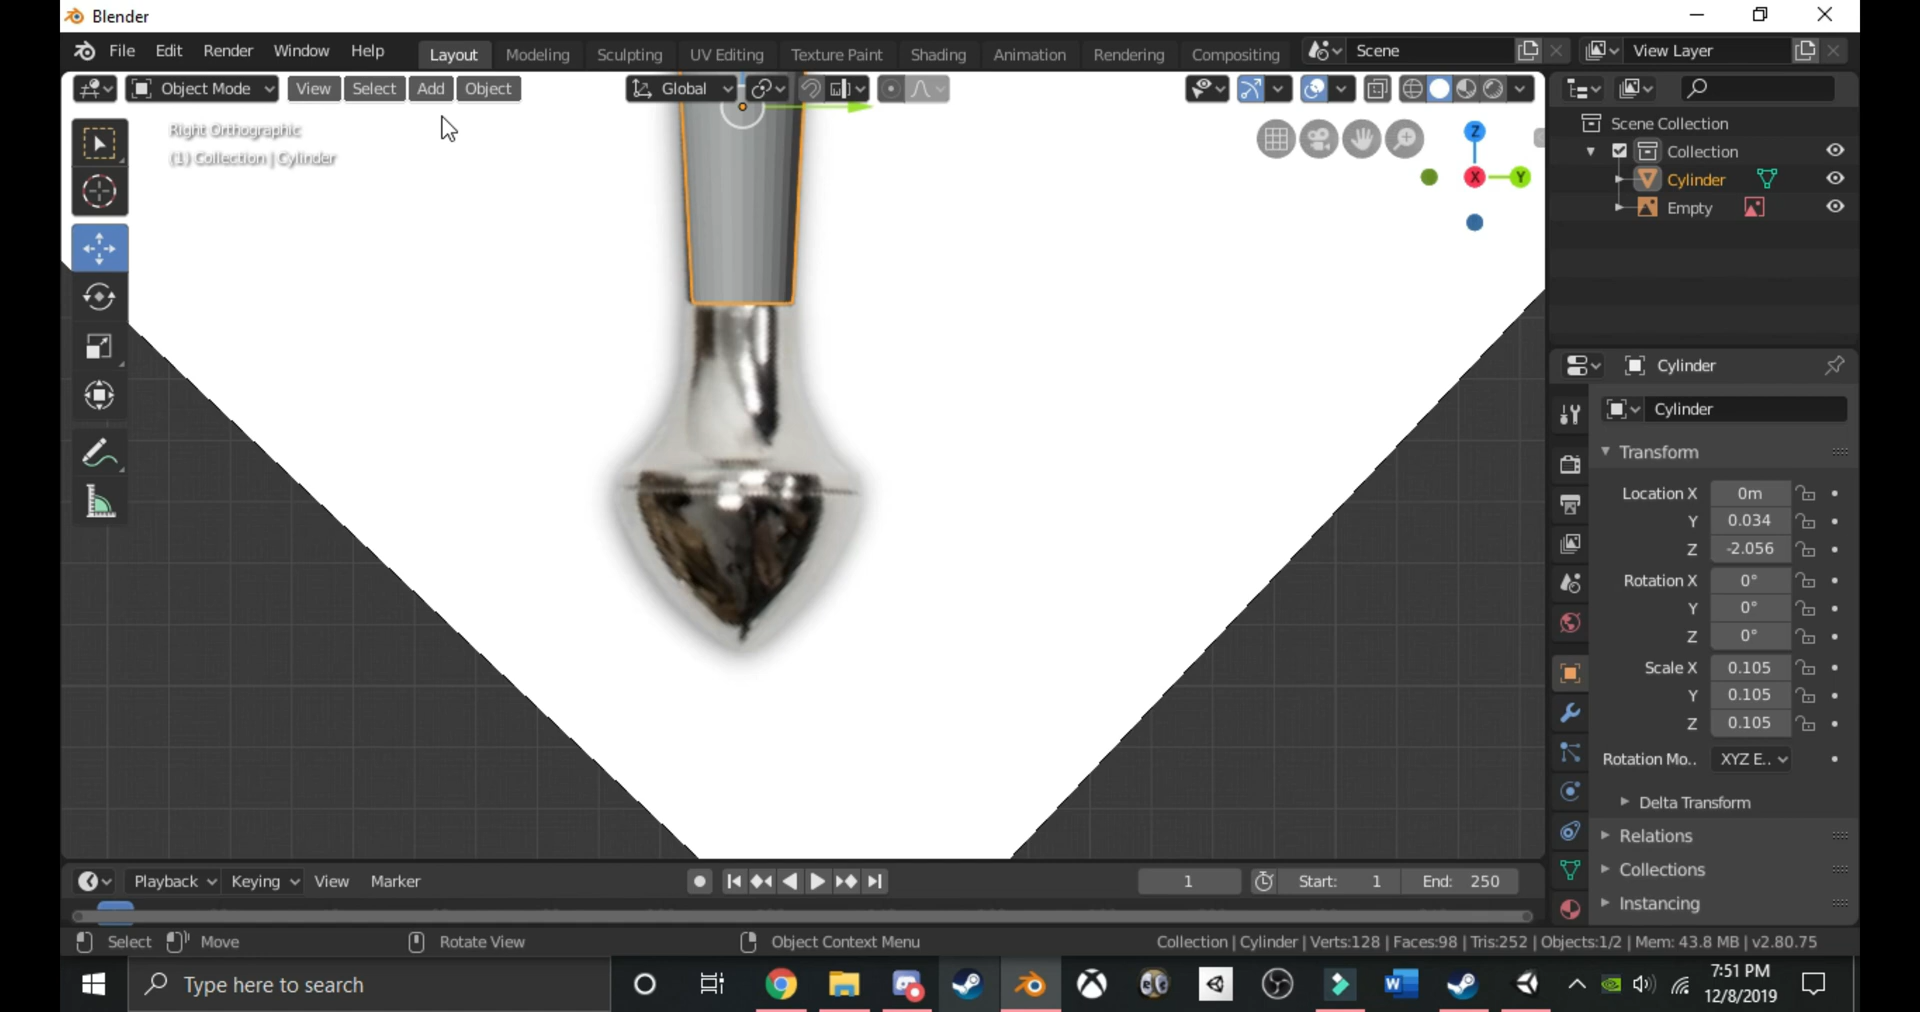 Blender
File Edit Render Window Help Layout Modeling Sculpting UV Editing Texture Paint Shading Animation Rendering Compositing Scene View Layer
Object Mode View Select Add Object Global
Right Orthographic
(1) Collection | Cylinder
Z
X
Y
Scene Collection
Collection
Cylinder
Empty
Cylinder
Cylinder
Transform
Location X 0m
Y 0.034
Z -2.056
Rotation X 0°
Y 0°
Z 0°
Scale X 0.105
Y 0.105
Z 0.105
Rotation Mo.. XYZ E..
Delta Transform
Relations
Collections
Instancing
Playback Keying View Marker 1 Start: 1 End: 250
Select Move Rotate View Object Context Menu Collection | Cylinder | Verts:128 | Faces:98 | Tris:252 | Objects:1/2 | Mem: 43.8 MB | v2.80.75
Type here to search
7:51 PM
12/8/2019